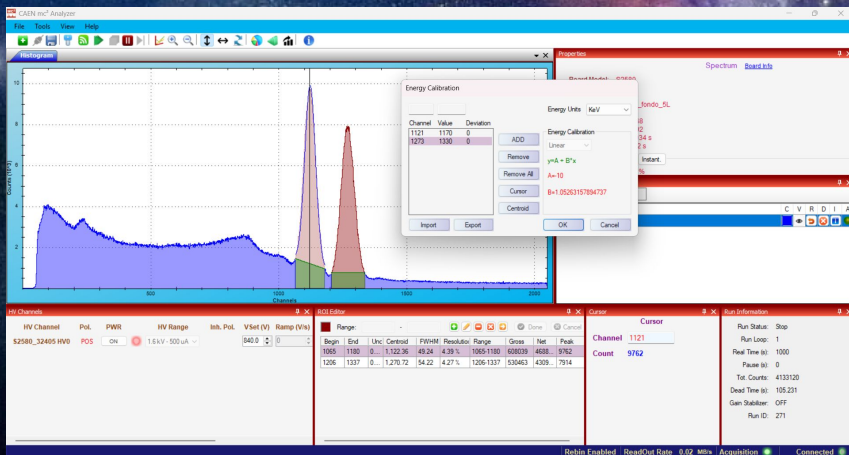 CAEN mc² Analyzer
File Tools View Help
Histogram
Properties
Spectrum Board Info
Energy Calibration
Energy Units KeV
_fondo_5L
Channel Value Deviation
1121 1170 0
1273 1330 0
ADD
Energy Calibration
Linear
Remove
y=A + B*x
Remove All
A=-10
Cursor
B=1.05263157894737
Centroid
Import Export
OK Cancel
Instant.
C V R D I A
10
8
6
4
2
Counts (10^3)
500 1000 1500 2000
Channels
HV Channels
HV Channel Pol. PWR HV Range Inh. Pol. VSet (V) Ramp (V/s)
S2580_32405 HV0 POS ON 1.6 kV - 500 uA 840.0 0
ROI Editor
Range: - Done Cancel
Begin End Unc Centroid FWHM Resolution Range Gross Net Peak
1065 1180 0... 1,122.36 49.24 4.39 % 1065-1180 608039 4688... 9762
1206 1337 0... 1,270.72 54.22 4.27 % 1206-1337 530463 4309... 7914
Cursor
Cursor
Channel 1121
Count 9762
Run Information
Run Status: Stop
Run Loop: 1
Real Time (s): 1000
Pause (s): 0
Tot. Counts: 4133120
Dead Time (s): 105.231
Gain Stabilizer: OFF
Run ID: 271
Rebin Enabled ReadOut Rate 0.02 MB/s Acquisition Connected